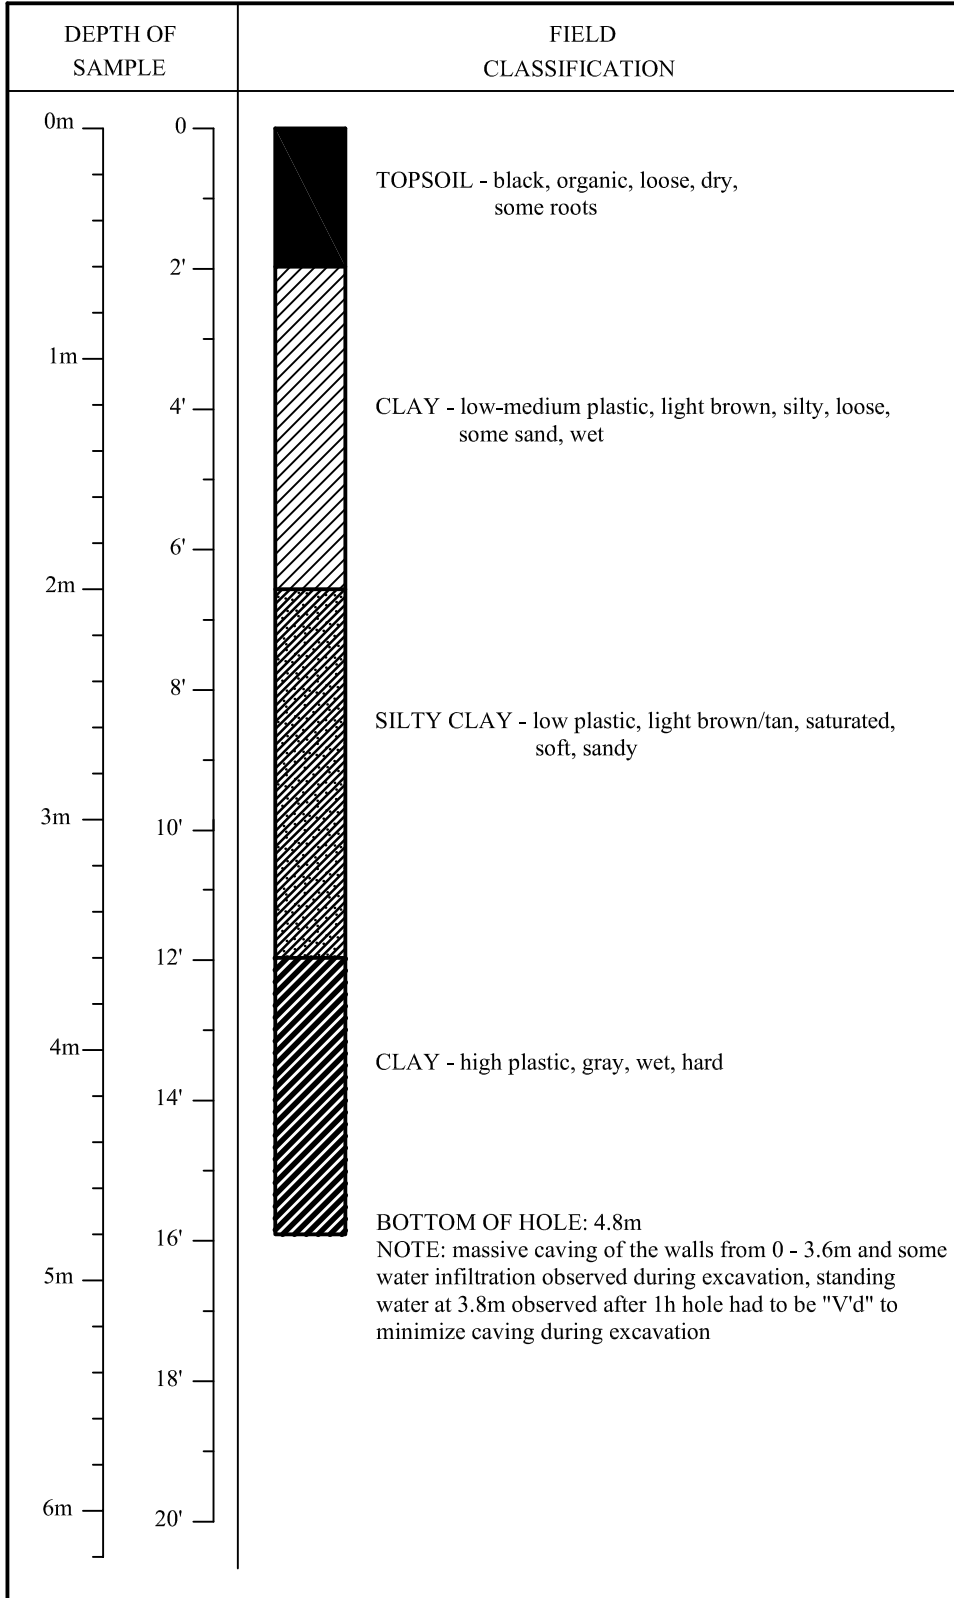 DEPTH OF
SAMPLE
FIELD
CLASSIFICATION
0m
0
TOPSOIL - black, organic, loose, dry,
some roots
2'
1m
4'
CLAY - low-medium plastic, light brown, silty, loose,
some sand, wet
6'
2m
8'
SILTY CLAY - low plastic, light brown/tan, saturated,
soft, sandy
3m
10'
12'
4m
CLAY - high plastic, gray, wet, hard
14'
BOTTOM OF HOLE: 4.8m
16'
NOTE: massive caving of the walls from 0 - 3.6m and some
5m
water infiltration observed during excavation, standing
water at 3.8m observed after 1h hole had to be "V'd" to
minimize caving during excavation
18'
6m
20'